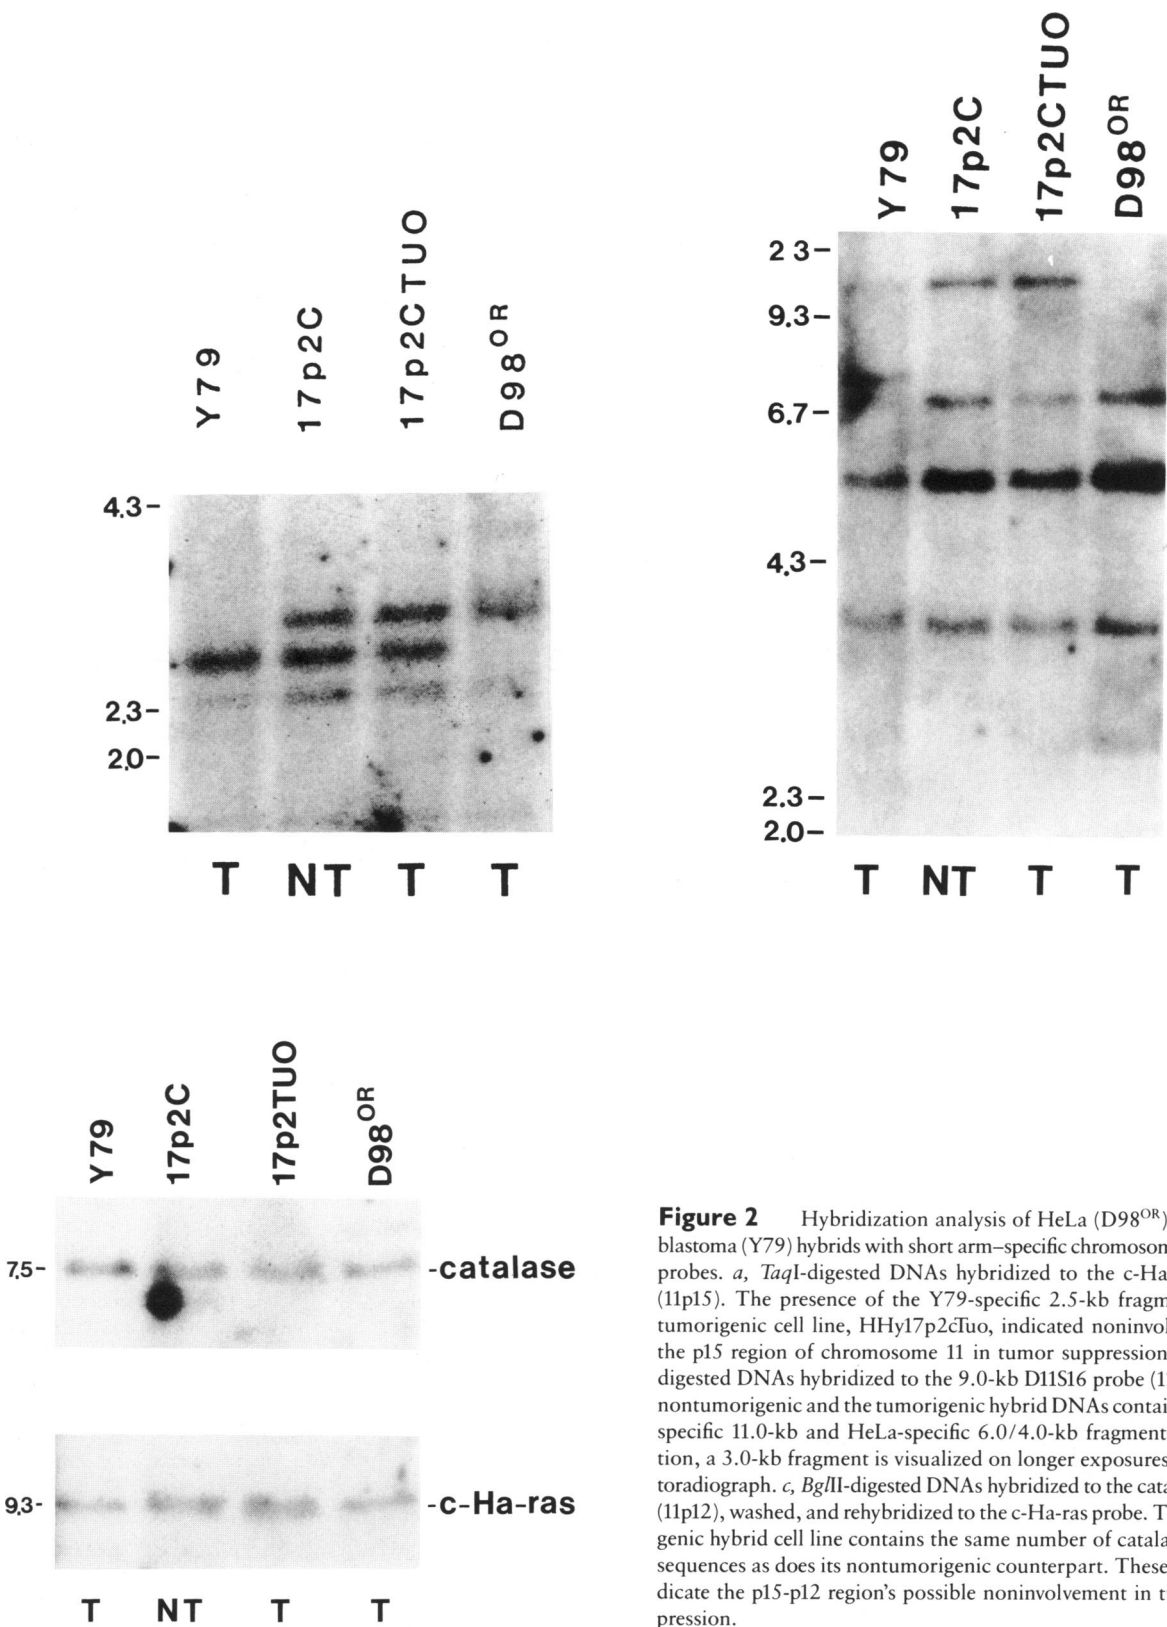 Y79 17p2C 17p2CTUO D98OR
4.3-
2.3-
2.0-
T NT T T
Y79 17p2C 17p2CTUO D98OR
2 3-
9.3-
6.7-
4.3-
2.3-
2.0-
T NT T T
Y79 17p2C 17p2TUO D98OR
7.5- -catalase
9.3- -c-Ha-ras
T NT T T
Figure 2 Hybridization analysis of HeLa (D98OR)
blastoma (Y79) hybrids with short arm–specific chromosom
probes. a, TaqI-digested DNAs hybridized to the c-Ha
(11p15). The presence of the Y79-specific 2.5-kb fragm
tumorigenic cell line, HHy17p2cTuo, indicated noninvol
the p15 region of chromosome 11 in tumor suppression
digested DNAs hybridized to the 9.0-kb D11S16 probe (1
nontumorigenic and the tumorigenic hybrid DNAs contai
specific 11.0-kb and HeLa-specific 6.0/4.0-kb fragment
tion, a 3.0-kb fragment is visualized on longer exposures
toradiograph. c, BglII-digested DNAs hybridized to the cata
(11p12), washed, and rehybridized to the c-Ha-ras probe. T
genic hybrid cell line contains the same number of catala
sequences as does its nontumorigenic counterpart. These
dicate the p15-p12 region's possible noninvolvement in t
pression.